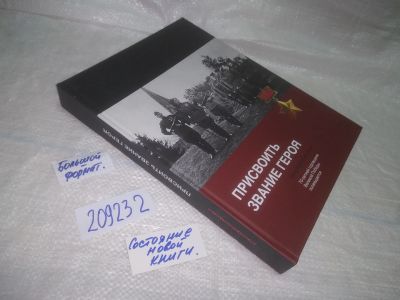 ПРИСВОИТЬ
ЗВАНИЕ ГЕРОЯ
ПРИСВОИТЬ ЗВАНИЕ ГЕРОЯ
Большой
формат.
209232
Состояние
новой
книги.